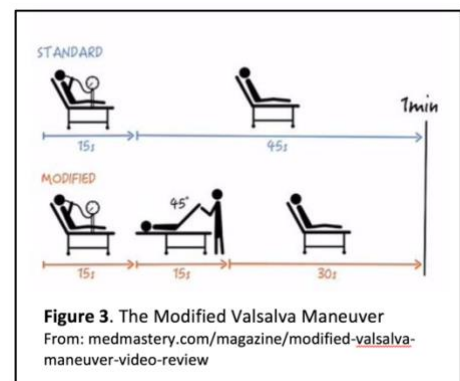 STANDARD
1min
15s 45s
MODIFIED
45°
15s 15s 30s
Figure 3. The Modified Valsalva Maneuver
From: medmastery.com/magazine/modified-valsalva-
maneuver-video-review